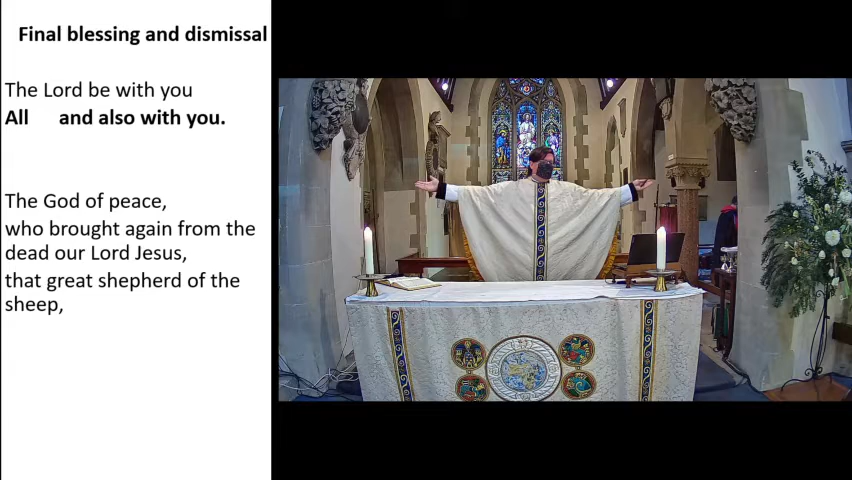 Final blessing and dismissal
The Lord be with you
All and also with you.
The God of peace,
who brought again from the
dead our Lord Jesus,
that great shepherd of the
sheep,